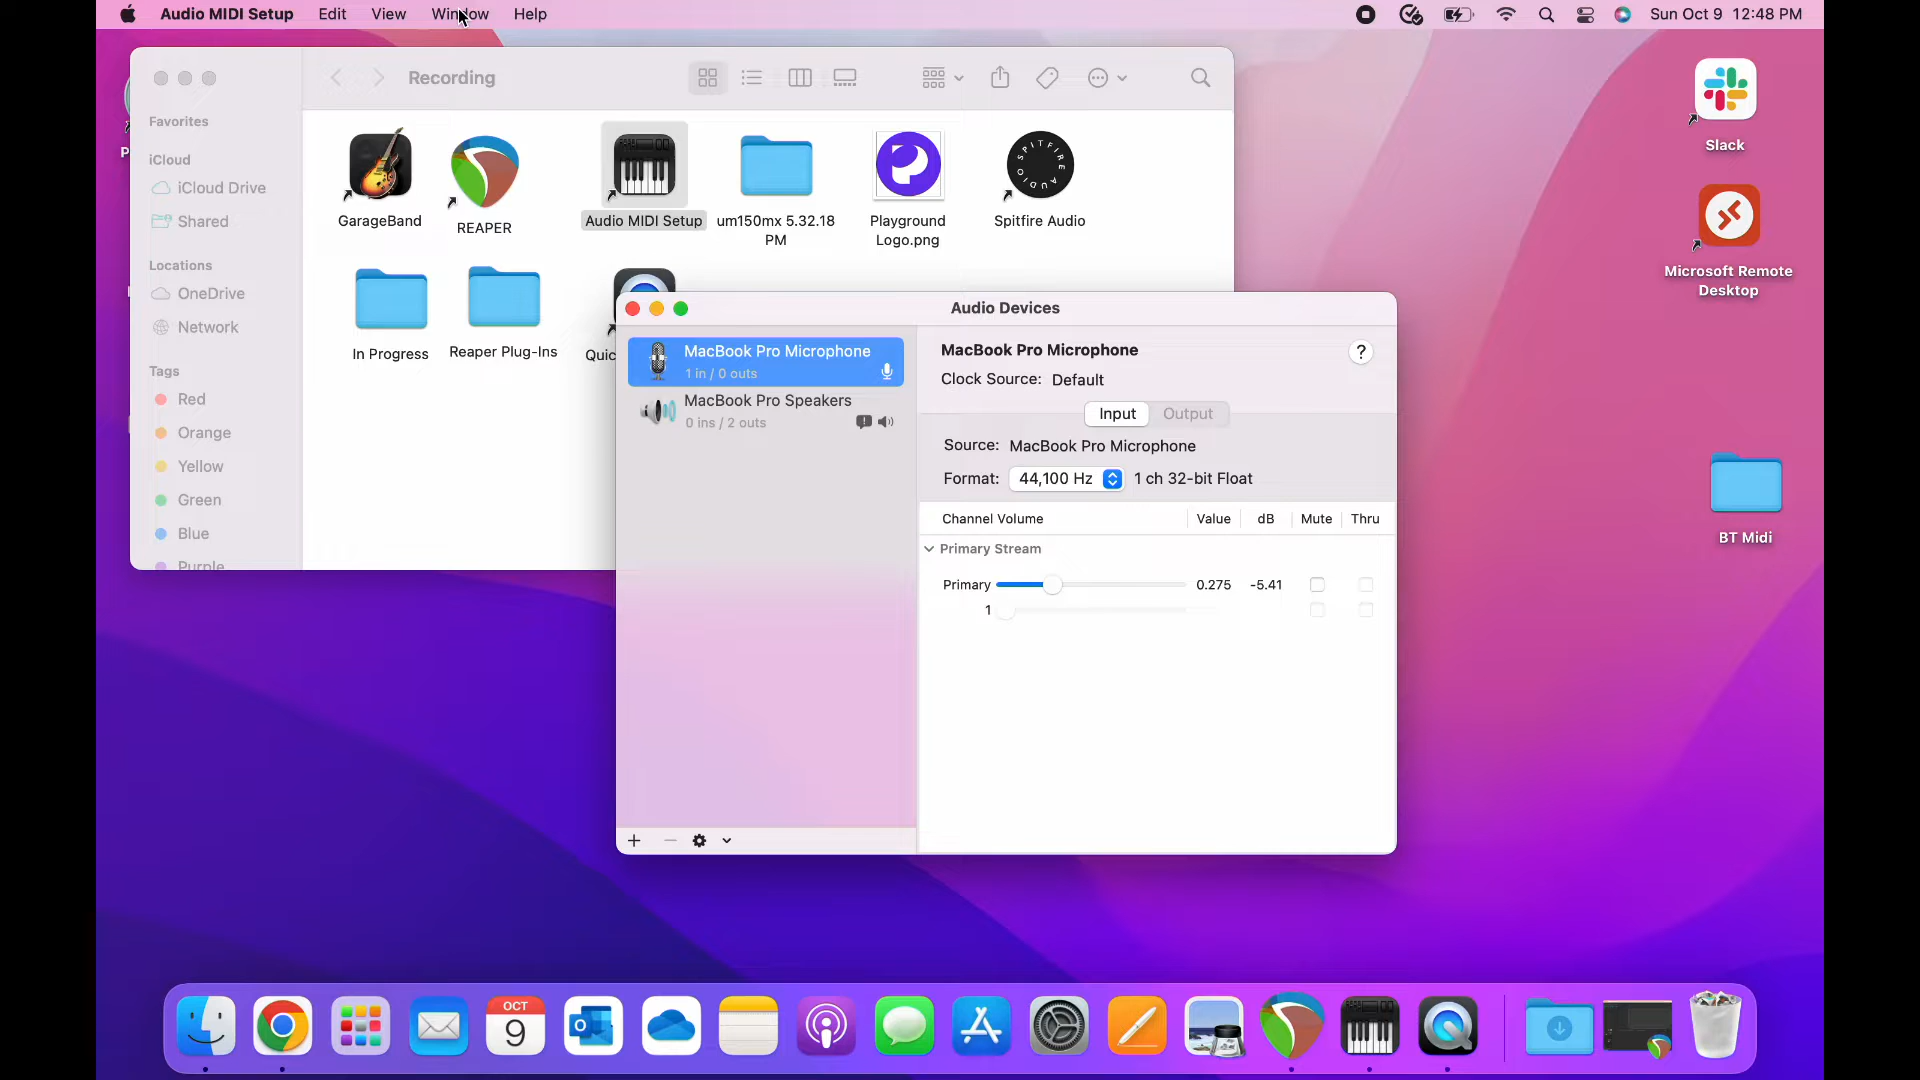 Audio MIDI Setup Edit View Window Help
Sun Oct 9 12:48 PM
Recording
Favorites
iCloud
iCloud Drive
Shared
Locations
OneDrive
Network
Tags
Red
Orange
Yellow
Green
Blue
Purple
GarageBand
REAPER
Audio MIDI Setup
um150mx 5.32.18
PM
Playground
Logo.png
SPITFIRE AUDIO
Spitfire Audio
In Progress
Reaper Plug-Ins
Quic
P
Slack
Microsoft Remote
Desktop
BT Midi
Audio Devices
MacBook Pro Microphone
1 in / 0 outs
MacBook Pro Speakers
0 ins / 2 outs
MacBook Pro Microphone
?
Clock Source: Default
Input Output
Source: MacBook Pro Microphone
Format: 44,100 Hz 1 ch 32-bit Float
Channel Volume Value dB Mute Thru
Primary Stream
Primary 0.275 -5.41
1
OCT
9